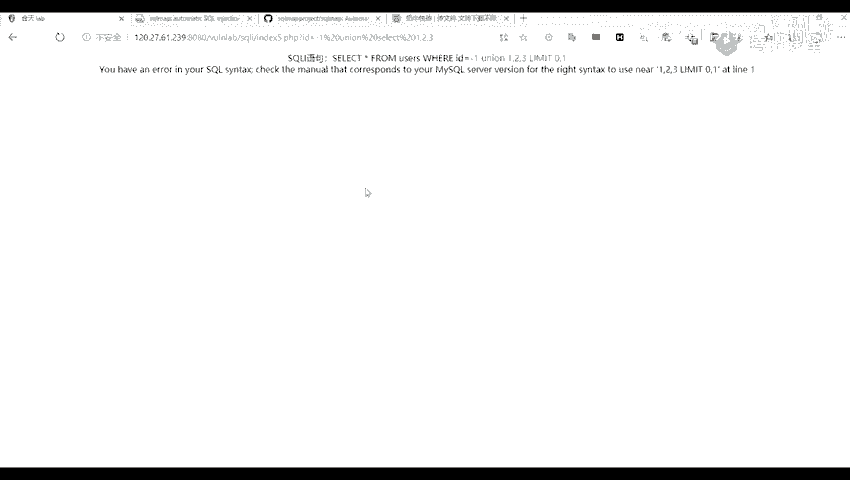 合天 lab
sqlmap: automatic SQL injection
sqlmapproject/sqlmap: Automat
不安全 120.27.61.239:8080/vulnlab/sqli/index5.php?id=-1%20union%20select%201,2,3
SQLI语句：SELECT * FROM users WHERE id=-1 union 1,2,3 LIMIT 0,1
You have an error in your SQL syntax; check the manual that corresponds to your MySQL server version for the right syntax to use near '1,2,3 LIMIT 0,1' at line 1